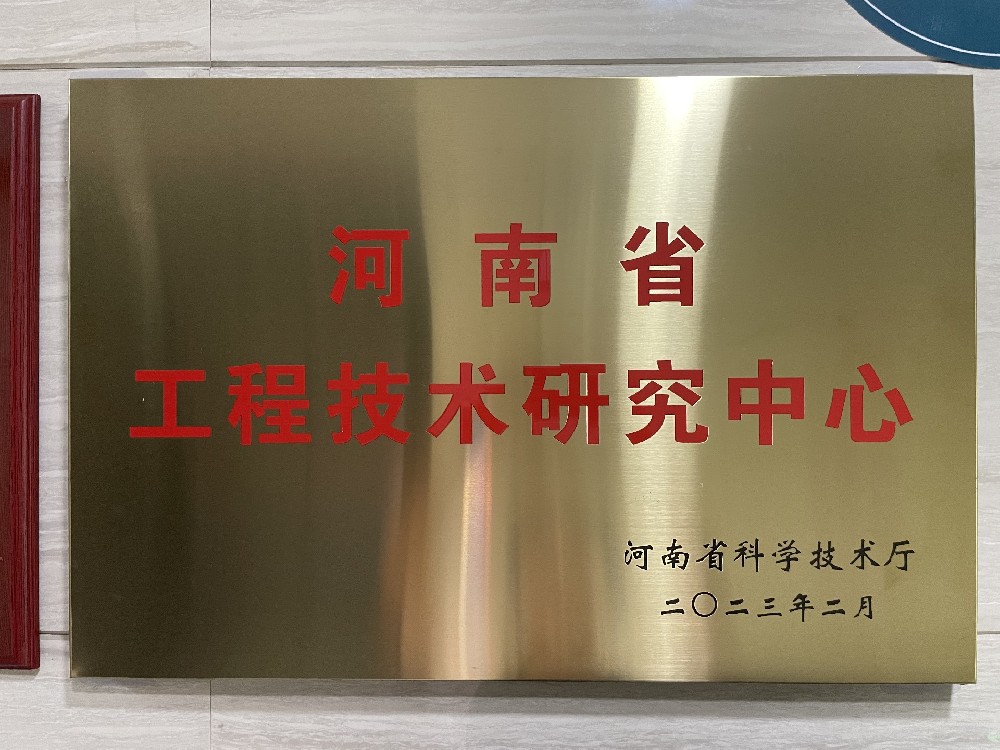 河南省
工程技术研究中心
河南省科学技术厅
二〇二三年二月